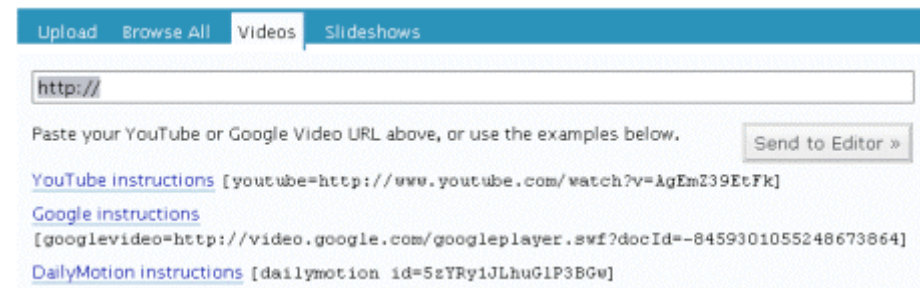 Upload Browse All Videos Slideshows
http://
Paste your YouTube or Google Video URL above, or use the examples below.
Send to Editor »
YouTube instructions [youtube=http://www.youtube.com/watch?v=AgEmZ39EtFk]
Google instructions
[googlevideo=http://video.google.com/googleplayer.swf?docId=-8459301055248673864]
DailyMotion instructions [dailymotion id=5zYRy1JLhuGlP3BGw]